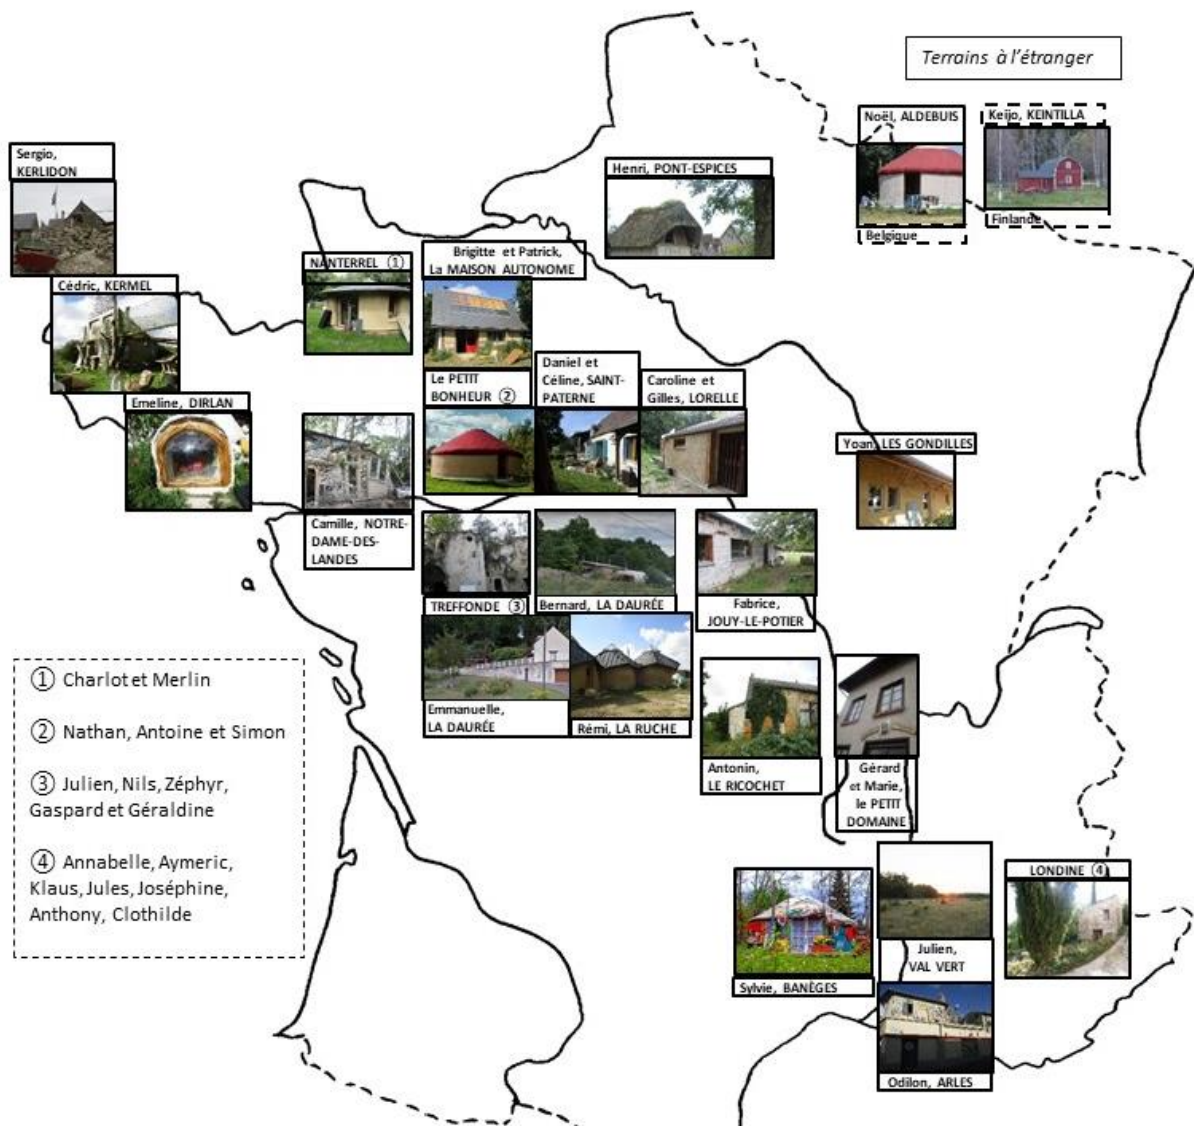 Terrains à l'étranger
Noël, ALDEBUIS
Belgique
Keijo, KEINTILLA
Finlande
Sergio,
KERLIDON
Henri, PONT-ESPICES
NANTERREL ①
Brigitte et Patrick,
La MAISON AUTONOME
Cédric, KERMEL
Le PETIT
BONHEUR ②
Daniel et
Céline, SAINT-
PATERNE
Caroline et
Gilles, LORELLE
Emeline, DIRLAN
Yoan, LES GONDILLES
Camille, NOTRE-
DAME-DES-
LANDES
TREFFONDE ③
Bernard, LA DAURÉE
Fabrice,
JOUY-LE-POTIER
Emmanuelle,
LA DAURÉE
Rémi, LA RUCHE
Antonin,
LE RICOCHET
Gérard
et Marie,
le PETIT
DOMAINE
① Charlot et Merlin
② Nathan, Antoine et Simon
③ Julien, Nils, Zéphyr,
Gaspard et Géraldine
④ Annabelle, Aymeric,
Klaus, Jules, Joséphine,
Anthony, Clothilde
LONDINE ④
Julien,
VAL VERT
Sylvie, BANÈGES
Odilon, ARLES